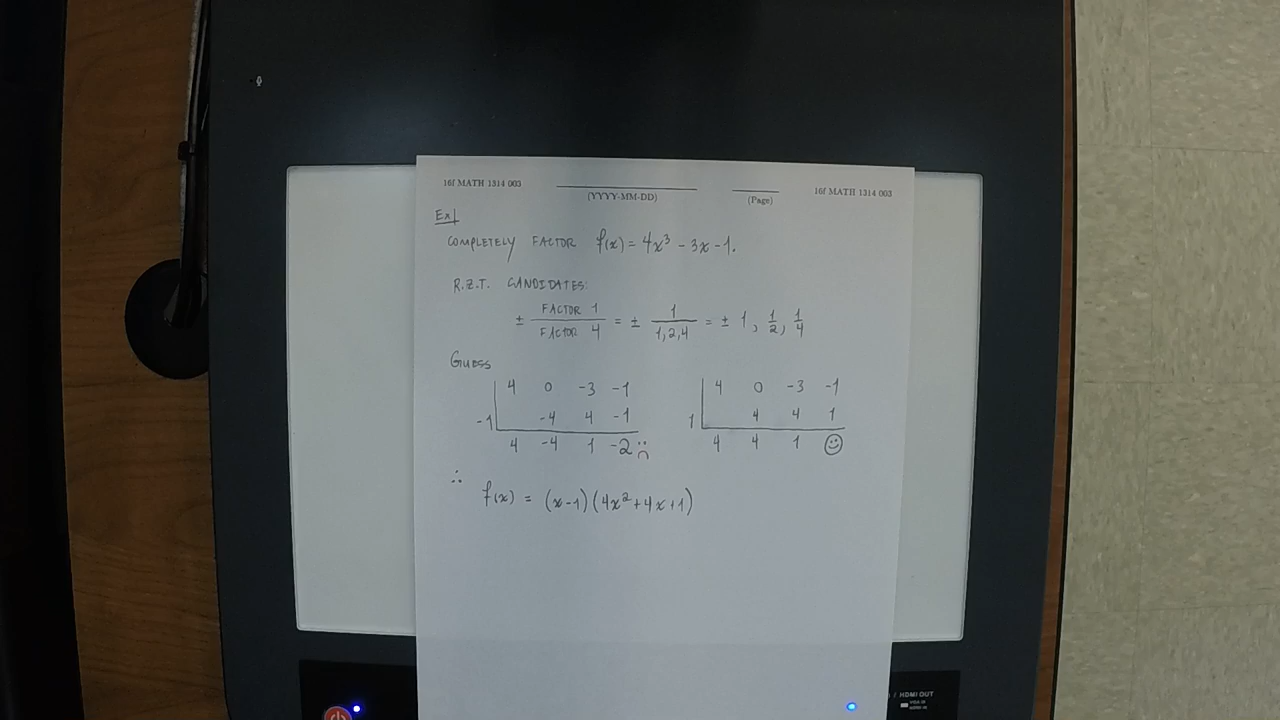 16f MATH 1314 003 (YYYY-MM-DD) (Page) 16f MATH 1314 003
Ex|
COMPLETELY FACTOR f(x) = 4x³ - 3x - 1.
R.Z.T. CANDIDATES:
± FACTOR 1 / FACTOR 4 = ± 1 / 1,2,4 = ± 1, 1/2, 1/4
GUESS
4 0 -3 -1
-1 -4 4 -1
4 -4 1 -2 ☹
4 0 -3 -1
1 4 4 1
4 4 1 ☺
∴
f(x) = (x-1)(4x²+4x+1)
/ HDMI OUT